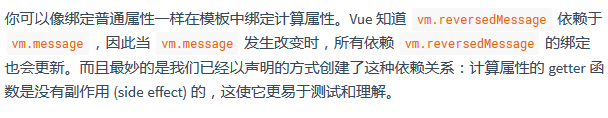 你可以像绑定普通属性一样在模板中绑定计算属性。Vue 知道 vm.reversedMessage 依赖于
vm.message ，因此当 vm.message 发生改变时，所有依赖 vm.reversedMessage 的绑定
也会更新。而且最妙的是我们已经以声明的方式创建了这种依赖关系：计算属性的 getter 函
数是没有副作用 (side effect) 的，这使它更易于测试和理解。